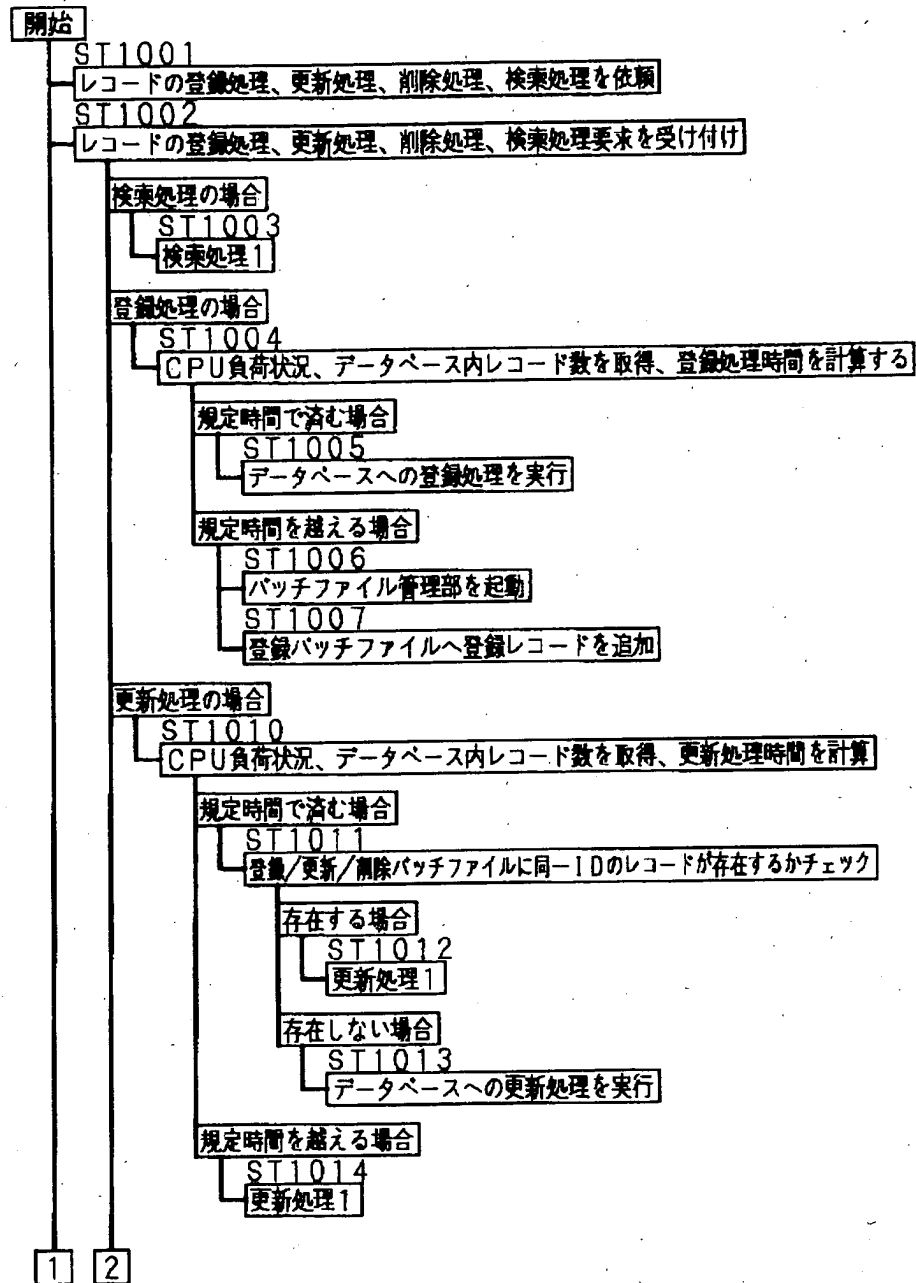 開始
ST1001
レコードの登録処理、更新処理、削除処理、検索処理を依頼
ST1002
レコードの登録処理、更新処理、削除処理、検索処理要求を受け付け
検索処理の場合
ST1003
検索処理1
登録処理の場合
ST1004
CPU負荷状況、データベース内レコード数を取得、登録処理時間を計算する
規定時間で済む場合
ST1005
データベースへの登録処理を実行
規定時間を越える場合
ST1006
バッチファイル管理部を起動
ST1007
登録バッチファイルへ登録レコードを追加
更新処理の場合
ST1010
CPU負荷状況、データベース内レコード数を取得、更新処理時間を計算
規定時間で済む場合
ST1011
登録/更新/削除バッチファイルに同一IDのレコードが存在するかチェック
存在する場合
ST1012
更新処理1
存在しない場合
ST1013
データベースへの更新処理を実行
規定時間を越える場合
ST1014
更新処理1
1 2